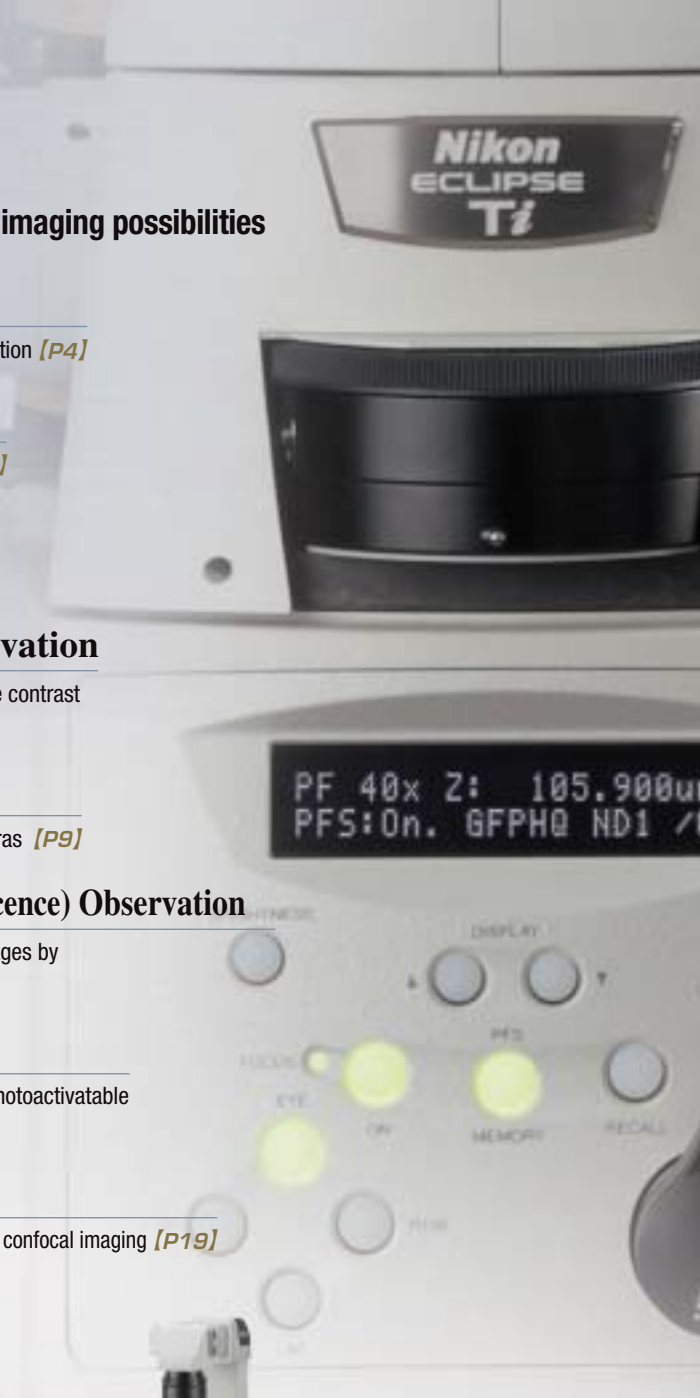 Nikon
ECLIPSE
Ti
imaging possibilities
tion [P4]
]
vation
contrast
PF 40x Z: 105.900u
PFS:On. GFPHQ ND1 /
ras [P9]
cence) Observation
DISPLAY
ges by
PFS
FOCUS
EYE
ON
MEMORY
RECALL
hotoactivatable
confocal imaging [P19]